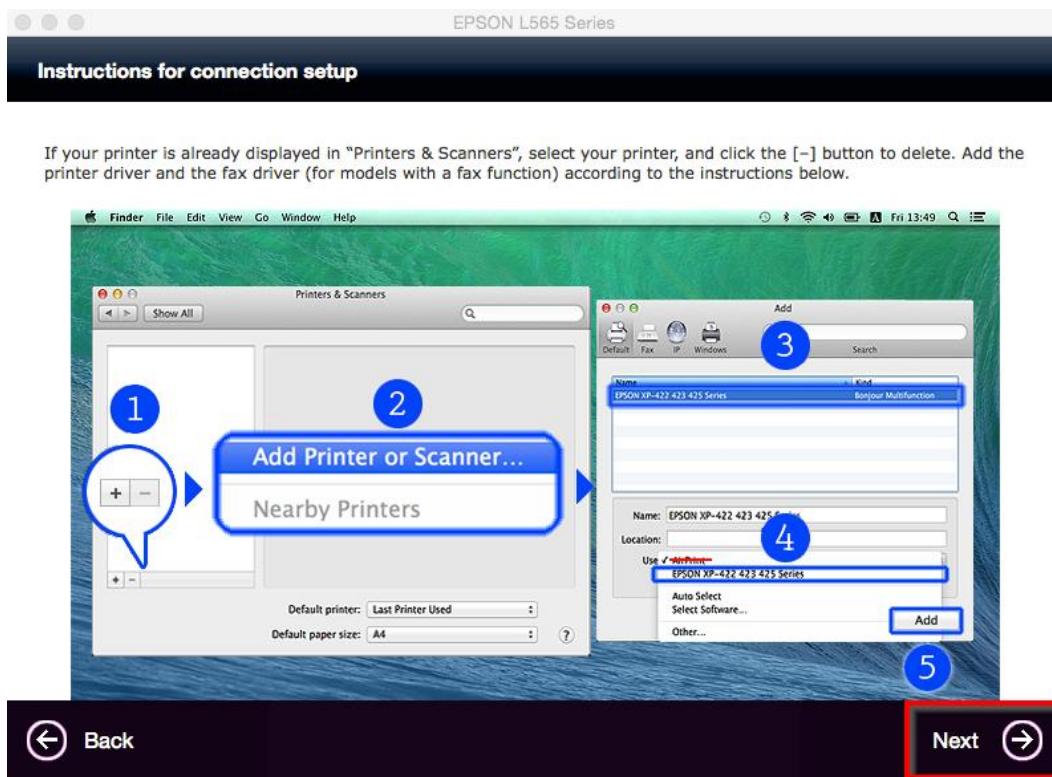 EPSON L565 Series
Instructions for connection setup
If your printer is already displayed in “Printers & Scanners”, select your printer, and click the [–] button to delete. Add the
printer driver and the fax driver (for models with a fax function) according to the instructions below.
Finder File Edit View Go Window Help
Fri 13:49
Printers & Scanners
Show All
1
+ −
2
Add Printer or Scanner...
Nearby Printers
+ −
Default printer: Last Printer Used
Default paper size: A4
?
Add
Default Fax IP Windows
3
Search
Name Kind
EPSON XP-422 423 425 Series Bonjour Multifunction
Name: EPSON XP-422 423 425
Location:
4
Use ✓ AirPrint
EPSON XP-422 423 425 Series
Auto Select
Select Software...
Other...
Add
5
Back
Next